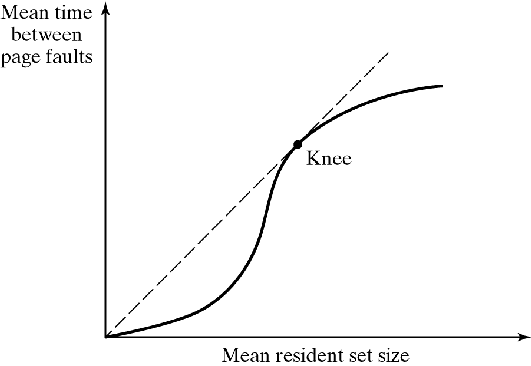 Mean time
between
page faults
Knee
Mean resident set size